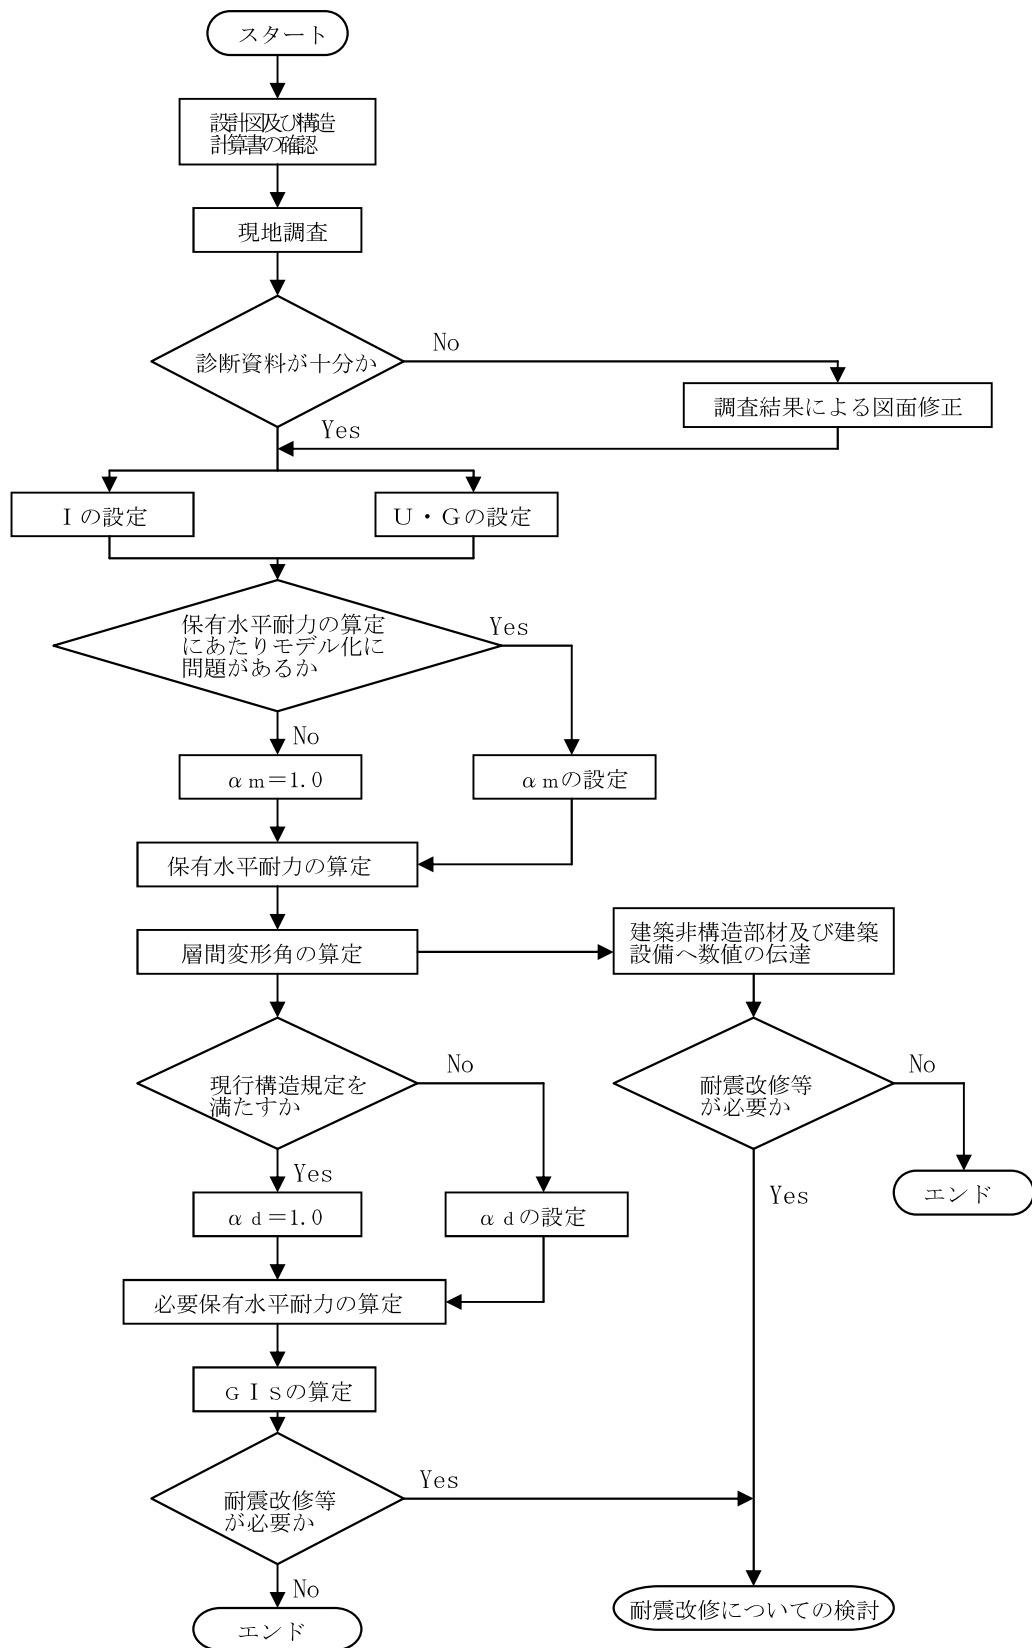 スタート
設計図及び構造
計算書の確認
現地調査
診断資料が十分か
No
調査結果による図面修正
Yes
Ⅰの設定
U・Gの設定
保有水平耐力の算定
にあたりモデル化に
問題があるか
Yes
No
αm=1.0
αmの設定
保有水平耐力の算定
層間変形角の算定
建築非構造部材及び建築
設備へ数値の伝達
現行構造規定を
満たすか
No
耐震改修等
が必要か
No
Yes
Yes
エンド
αd=1.0
αdの設定
必要保有水平耐力の算定
GISの算定
耐震改修等
が必要か
Yes
No
エンド
耐震改修についての検討